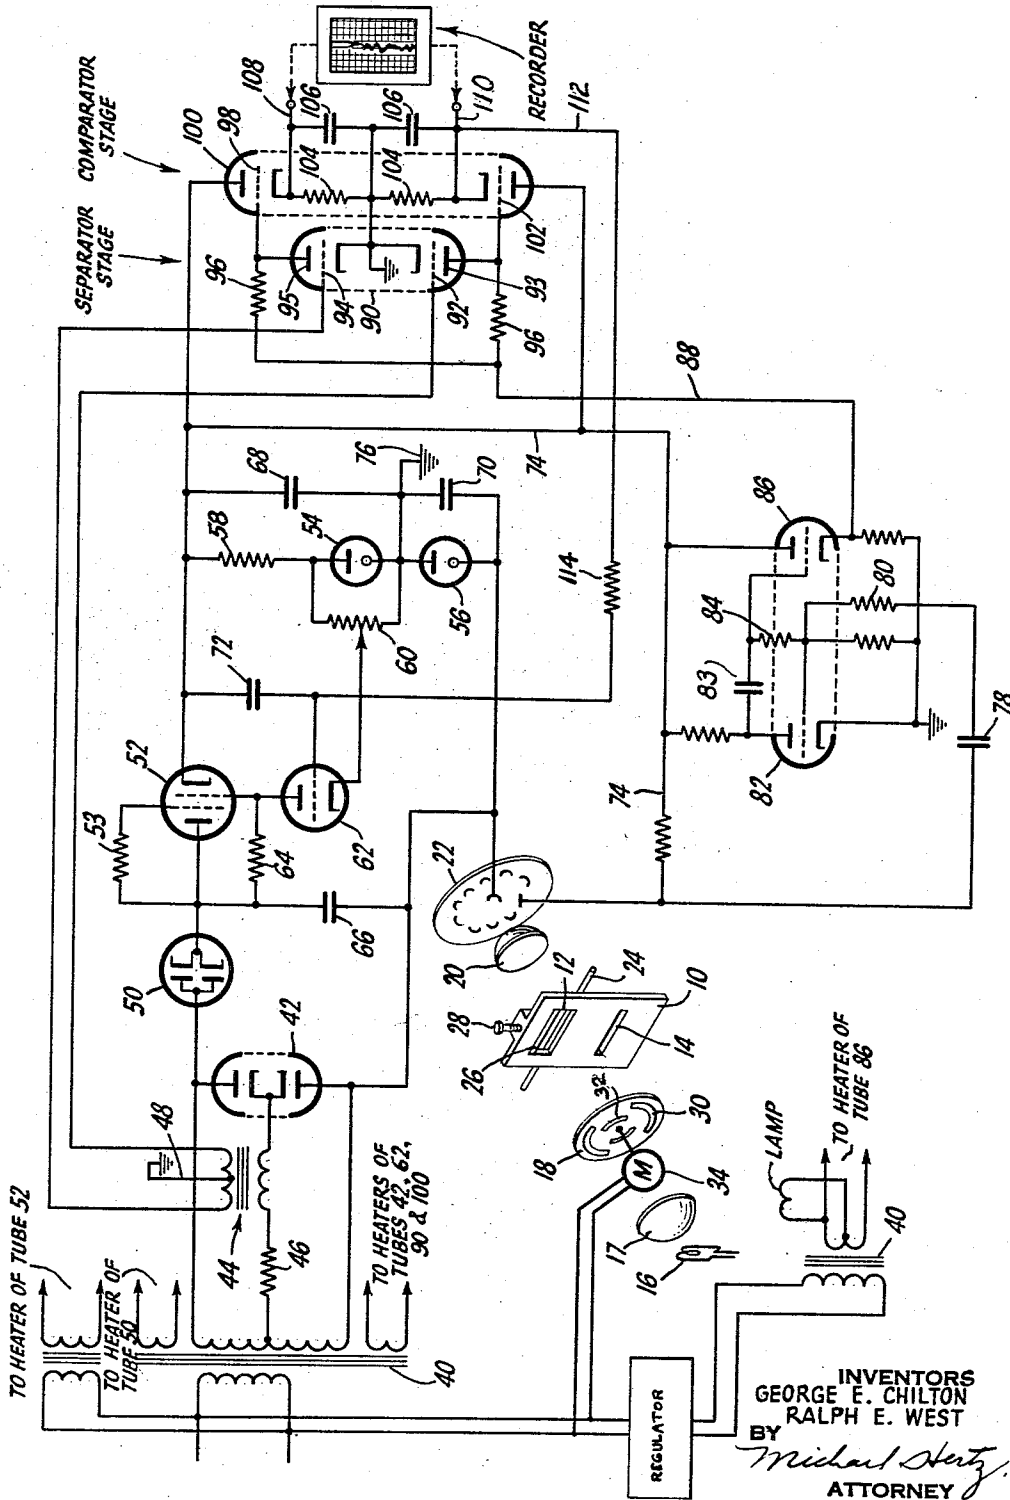 SEPARATOR
STAGE
COMPARATOR
STAGE
100
98
108
106
106
110
RECORDER
112
104
104
102
96
95
94
90
92
93
96
88
74
76
68
70
58
54
56
60
114
72
52
53
64
62
66
50
42
48
44
46
TO HEATER OF TUBE 52
TO HEATER OF
TUBE 50
TO HEATERS OF
TUBES 42, 62,
90 & 100
40
86
80
84
83
82
78
74
22
20
24
12
10
28
26
14
32
30
18
M
34
17
16
LAMP
TO HEATER OF
TUBE 86
40
REGULATOR
INVENTORS
GEORGE E. CHILTON
RALPH E. WEST
BY
Michael Hertz
ATTORNEY